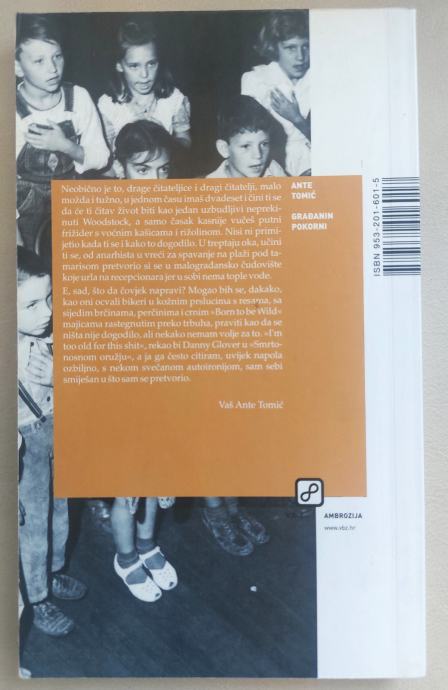 Neobično je to, drage čitateljice i dragi čitatelji, malo
možda i tužno, u jednom času imaš dvadeset i čini ti se
da će ti čitav život biti kao jedan uzbudljivi nepreki-
nuti Woodstock, a samo časak kasnije vučeš putni
frižider s voćnim kašicama i rižolinom. Nisi ni primi-
jetio kada ti se i kako to dogodilo. U treptaju oka, učini
ti se, od anarhista u vreći za spavanje na plaži pod ta-
marisom pretvorio si se u malograđansko čudovište
koje urla na recepcionara jer u sobi nema tople vode.
E, sad, što da čovjek napravi? Mogao bih se, dakako,
kao oni ocvali bikeri u kožnim prslucima s resama, sa
sijedim brčinama, perčinima i crnim »Born to be Wild«
majicama rastegnutim preko trbuha, praviti kao da se
ništa nije dogodilo, ali nekako nemam volje za to. »I'm
too old for this shit«, rekao bi Danny Glover u »Smrto-
nosnom oružju«, a ja ga često citiram, uvijek napola
ozbiljno, s nekom svečanom autoironijom, sam sebi
smiješan u što sam se pretvorio.
Vaš Ante Tomić
ANTE
TOMIĆ
GRAĐANIN
POKORNI
ISBN 953-201-601-5
AMBROZIJA
www.vbz.hr